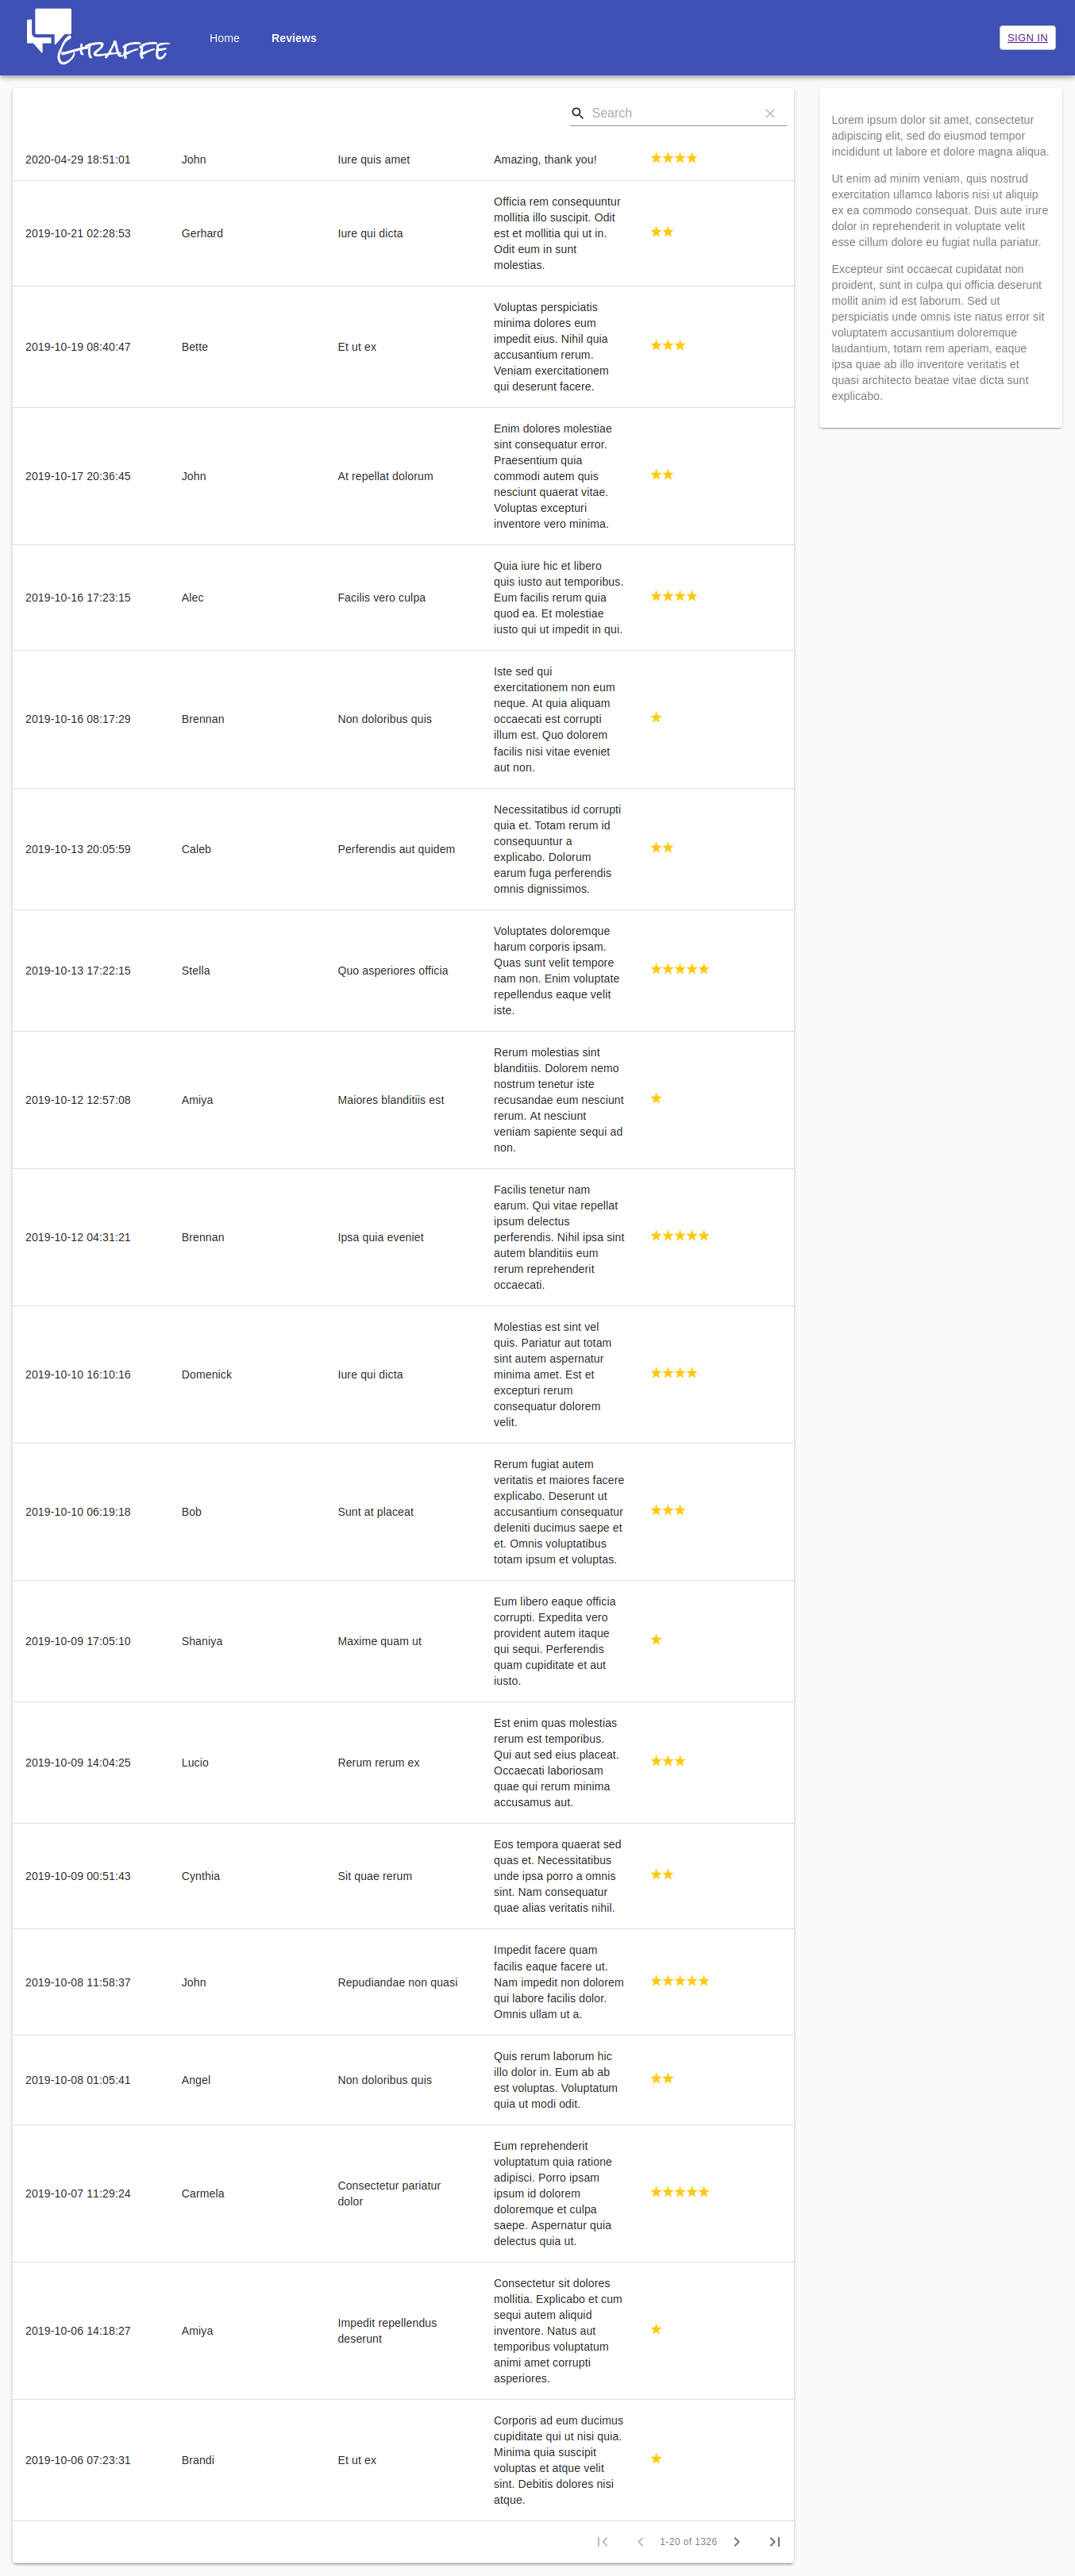 Giraffe
Home
Reviews
SIGN IN
Search
2020-04-29 18:51:01
John
Iure quis amet
Amazing, thank you!
2019-10-21 02:28:53
Gerhard
Iure qui dicta
Officia rem consequuntur
mollitia illo suscipit. Odit
est et mollitia qui ut in.
Odit eum in sunt
molestias.
2019-10-19 08:40:47
Bette
Et ut ex
Voluptas perspiciatis
minima dolores eum
impedit eius. Nihil quia
accusantium rerum.
Veniam exercitationem
qui deserunt facere.
2019-10-17 20:36:45
John
At repellat dolorum
Enim dolores molestiae
sint consequatur error.
Praesentium quia
commodi autem quis
nesciunt quaerat vitae.
Voluptas excepturi
inventore vero minima.
2019-10-16 17:23:15
Alec
Facilis vero culpa
Quia iure hic et libero
quis iusto aut temporibus.
Eum facilis rerum quia
quod ea. Et molestiae
iusto qui ut impedit in qui.
2019-10-16 08:17:29
Brennan
Non doloribus quis
Iste sed qui
exercitationem non eum
neque. At quia aliquam
occaecati est corrupti
illum est. Quo dolorem
facilis nisi vitae eveniet
aut non.
2019-10-13 20:05:59
Caleb
Perferendis aut quidem
Necessitatibus id corrupti
quia et. Totam rerum id
consequuntur a
explicabo. Dolorum
earum fuga perferendis
omnis dignissimos.
2019-10-13 17:22:15
Stella
Quo asperiores officia
Voluptates doloremque
harum corporis ipsam.
Quas sunt velit tempore
nam non. Enim voluptate
repellendus eaque velit
iste.
2019-10-12 12:57:08
Amiya
Maiores blanditiis est
Rerum molestias sint
blanditiis. Dolorem nemo
nostrum tenetur iste
recusandae eum nesciunt
rerum. At nesciunt
veniam sapiente sequi ad
non.
2019-10-12 04:31:21
Brennan
Ipsa quia eveniet
Facilis tenetur nam
earum. Qui vitae repellat
ipsum delectus
perferendis. Nihil ipsa sint
autem blanditiis eum
rerum reprehenderit
occaecati.
2019-10-10 16:10:16
Domenick
Iure qui dicta
Molestias est sint vel
quis. Pariatur aut totam
sint autem aspernatur
minima amet. Est et
excepturi rerum
consequatur dolorem
velit.
2019-10-10 06:19:18
Bob
Sunt at placeat
Rerum fugiat autem
veritatis et maiores facere
explicabo. Deserunt ut
accusantium consequatur
deleniti ducimus saepe et
et. Omnis voluptatibus
totam ipsum et voluptas.
2019-10-09 17:05:10
Shaniya
Maxime quam ut
Eum libero eaque officia
corrupti. Expedita vero
provident autem itaque
qui sequi. Perferendis
quam cupiditate et aut
iusto.
2019-10-09 14:04:25
Lucio
Rerum rerum ex
Est enim quas molestias
rerum est temporibus.
Qui aut sed eius placeat.
Occaecati laboriosam
quae qui rerum minima
accusamus aut.
2019-10-09 00:51:43
Cynthia
Sit quae rerum
Eos tempora quaerat sed
quas et. Necessitatibus
unde ipsa porro a omnis
sint. Nam consequatur
quae alias veritatis nihil.
2019-10-08 11:58:37
John
Repudiandae non quasi
Impedit facere quam
facilis eaque facere ut.
Nam impedit non dolorem
qui labore facilis dolor.
Omnis ullam ut a.
2019-10-08 01:05:41
Angel
Non doloribus quis
Quis rerum laborum hic
illo dolor in. Eum ab ab
est voluptas. Voluptatum
quia ut modi odit.
2019-10-07 11:29:24
Carmela
Consectetur pariatur
dolor
Eum reprehenderit
voluptatum quia ratione
adipisci. Porro ipsam
ipsum id dolorem
doloremque et culpa
saepe. Aspernatur quia
delectus quia ut.
2019-10-06 14:18:27
Amiya
Impedit repellendus
deserunt
Consectetur sit dolores
mollitia. Explicabo et cum
sequi autem aliquid
inventore. Natus aut
temporibus voluptatum
animi amet corrupti
asperiores.
2019-10-06 07:23:31
Brandi
Et ut ex
Corporis ad eum ducimus
cupiditate qui ut nisi quia.
Minima quia suscipit
voluptas et atque velit
sint. Debitis dolores nisi
atque.
1-20 of 1326
Lorem ipsum dolor sit amet, consectetur
adipiscing elit, sed do eiusmod tempor
incididunt ut labore et dolore magna aliqua.
Ut enim ad minim veniam, quis nostrud
exercitation ullamco laboris nisi ut aliquip
ex ea commodo consequat. Duis aute irure
dolor in reprehenderit in voluptate velit
esse cillum dolore eu fugiat nulla pariatur.
Excepteur sint occaecat cupidatat non
proident, sunt in culpa qui officia deserunt
mollit anim id est laborum. Sed ut
perspiciatis unde omnis iste natus error sit
voluptatem accusantium doloremque
laudantium, totam rem aperiam, eaque
ipsa quae ab illo inventore veritatis et
quasi architecto beatae vitae dicta sunt
explicabo.